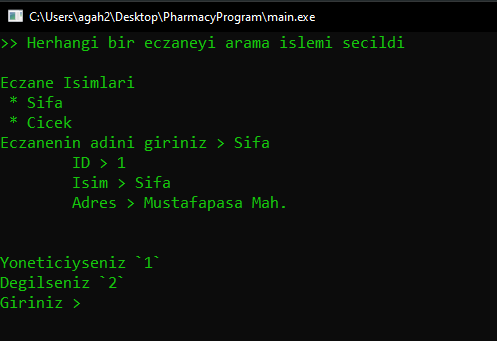 C:\Users\agah2\Desktop\PharmacyProgram\main.exe
>> Herhangi bir eczaneyi arama islemi secildi
Eczane Isimlari
* Sifa
* Cicek
Eczanenin adini giriniz > Sifa
ID > 1
Isim > Sifa
Adres > Mustafapasa Mah.
Yoneticiyseniz `1`
Degilseniz `2`
Giriniz >